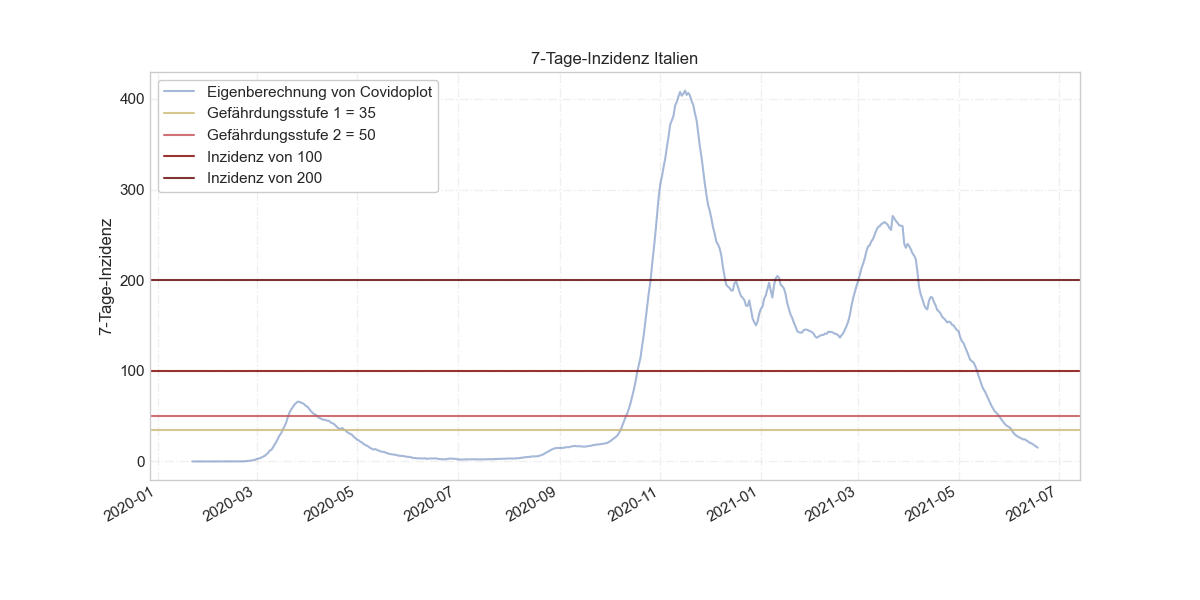 7-Tage-Inzidenz Italien
Eigenberechnung von Covidoplot
Gefährdungsstufe 1 = 35
Gefährdungsstufe 2 = 50
Inzidenz von 100
Inzidenz von 200
7-Tage-Inzidenz
400
300
200
100
0
2020-01
2020-03
2020-05
2020-07
2020-09
2020-11
2021-01
2021-03
2021-05
2021-07